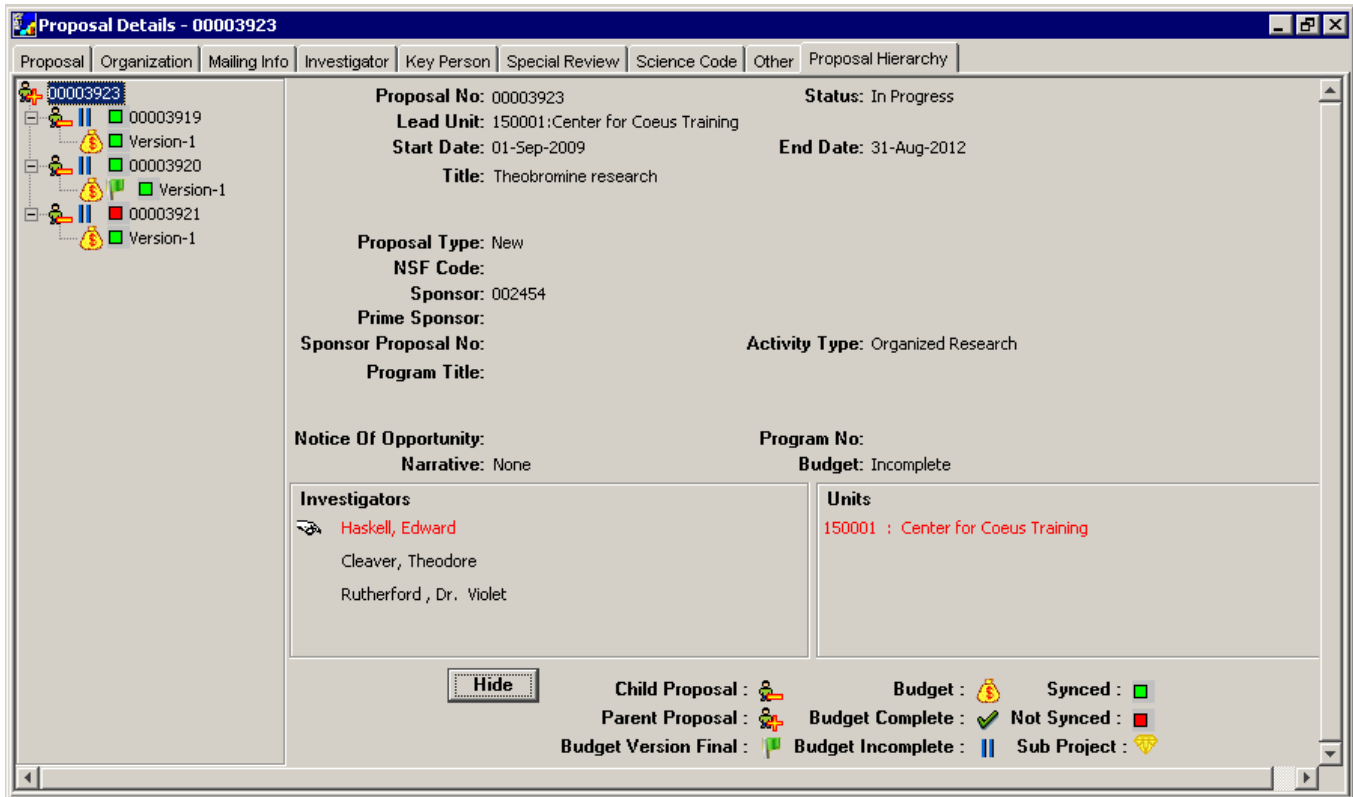 Proposal Details - 00003923
Proposal Organization Mailing Info Investigator Key Person Special Review Science Code Other Proposal Hierarchy
00003923
00003919
Version-1
00003920
Version-1
00003921
Version-1
Proposal No: 00003923 Status: In Progress
Lead Unit: 150001:Center for Coeus Training
Start Date: 01-Sep-2009 End Date: 31-Aug-2012
Title: Theobromine research
Proposal Type: New
NSF Code:
Sponsor: 002454
Prime Sponsor:
Sponsor Proposal No: Activity Type: Organized Research
Program Title:
Notice Of Opportunity: Program No:
Narrative: None Budget: Incomplete
Investigators
Haskell, Edward
Cleaver, Theodore
Rutherford , Dr. Violet
Units
150001 : Center for Coeus Training
Hide
Child Proposal : Budget : Synced :
Parent Proposal : Budget Complete : Not Synced :
Budget Version Final : Budget Incomplete : Sub Project :